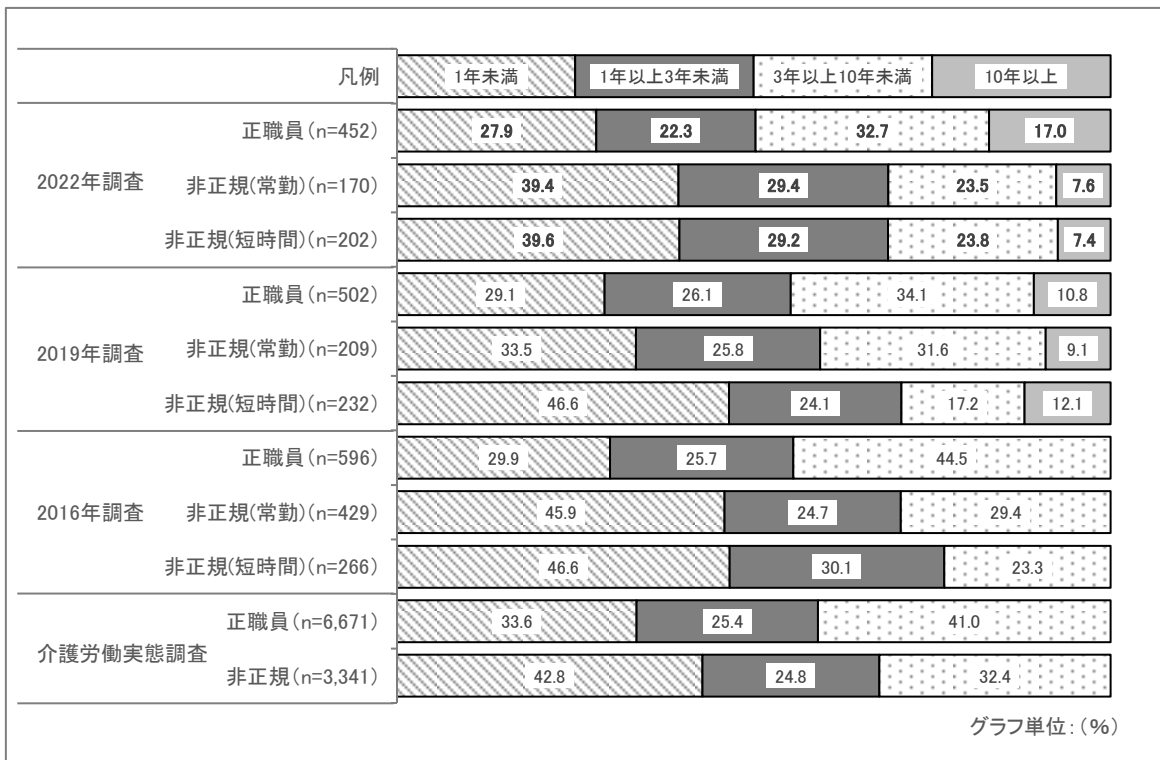 凡例 1年未満 1年以上3年未満 3年以上10年未満 10年以上
2022年調査
正職員(n=452) 27.9 22.3 32.7 17.0
非正規(常勤)(n=170) 39.4 29.4 23.5 7.6
非正規(短時間)(n=202) 39.6 29.2 23.8 7.4
2019年調査
正職員(n=502) 29.1 26.1 34.1 10.8
非正規(常勤)(n=209) 33.5 25.8 31.6 9.1
非正規(短時間)(n=232) 46.6 24.1 17.2 12.1
2016年調査
正職員(n=596) 29.9 25.7 44.5
非正規(常勤)(n=429) 45.9 24.7 29.4
非正規(短時間)(n=266) 46.6 30.1 23.3
介護労働実態調査
正職員(n=6,671) 33.6 25.4 41.0
非正規(n=3,341) 42.8 24.8 32.4
グラフ単位:(%)